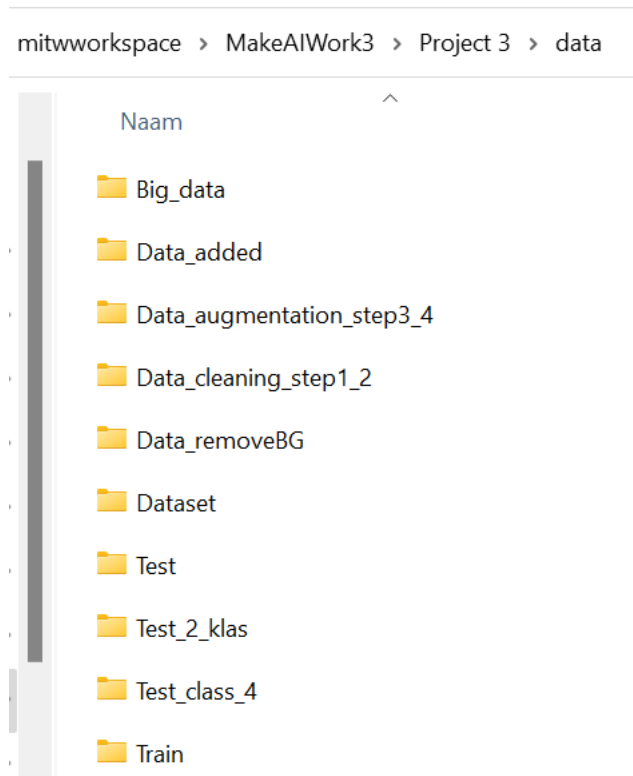 mitwworkspace > MakeAIWork3 > Project 3 > data
Naam
Big_data
Data_added
Data_augmentation_step3_4
Data_cleaning_step1_2
Data_removeBG
Dataset
Test
Test_2_klas
Test_class_4
Train